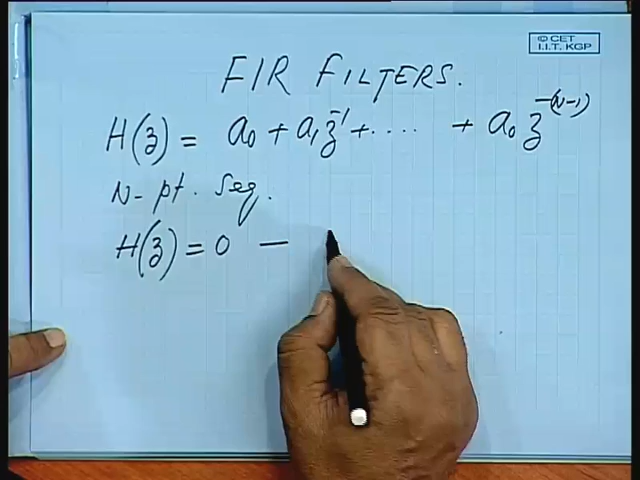 © CET
I.I.T. KGP
FIR FILTERS.
H(z) = a₀ + a₁z⁻¹ + .... + a₀ z^-(N-1)
N- pt. Seq.
H(z) = 0 —